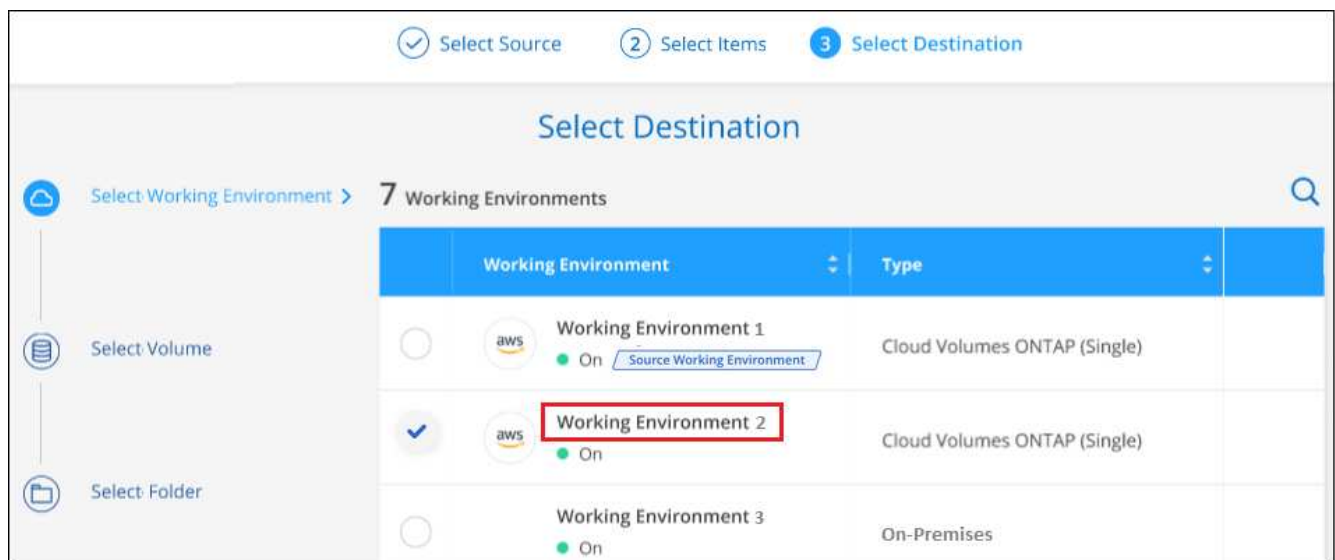 Select Source
2 Select Items
3 Select Destination
Select Destination
Select Working Environment >
7 Working Environments
Working Environment
Type
aws
Working Environment 1
On Source Working Environment
Cloud Volumes ONTAP (Single)
Select Volume
aws
Working Environment 2
On
Cloud Volumes ONTAP (Single)
Select Folder
Working Environment 3
On
On-Premises